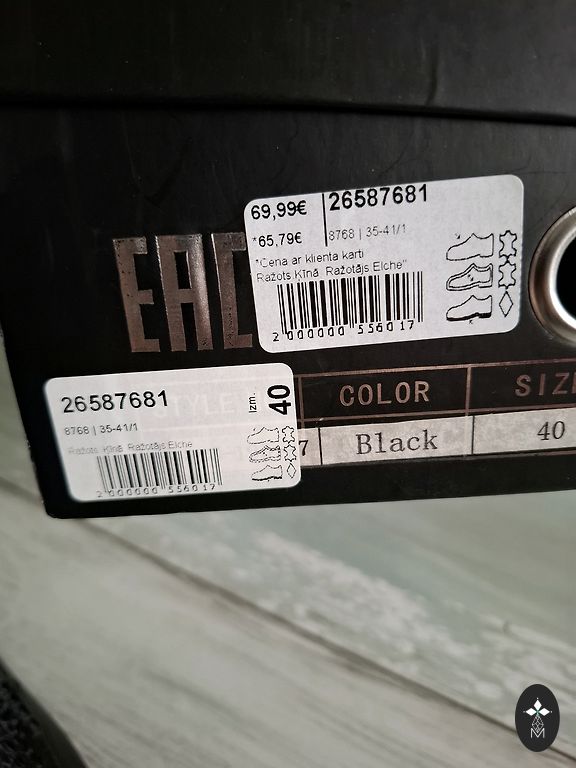 69,99€
26587681
*65,79€
8768 | 35-41/1
*Cena ar klienta karti
Ražots Ķīnā. Ražotājs Elche"
2 000000 556017
EAC
26587681
Izm. 40
8768 | 35-41/1
Ražots Ķīnā. Ražotājs Elche
2 000000 556017
STYLE
COLOR
SIZE
7
Black
40
M